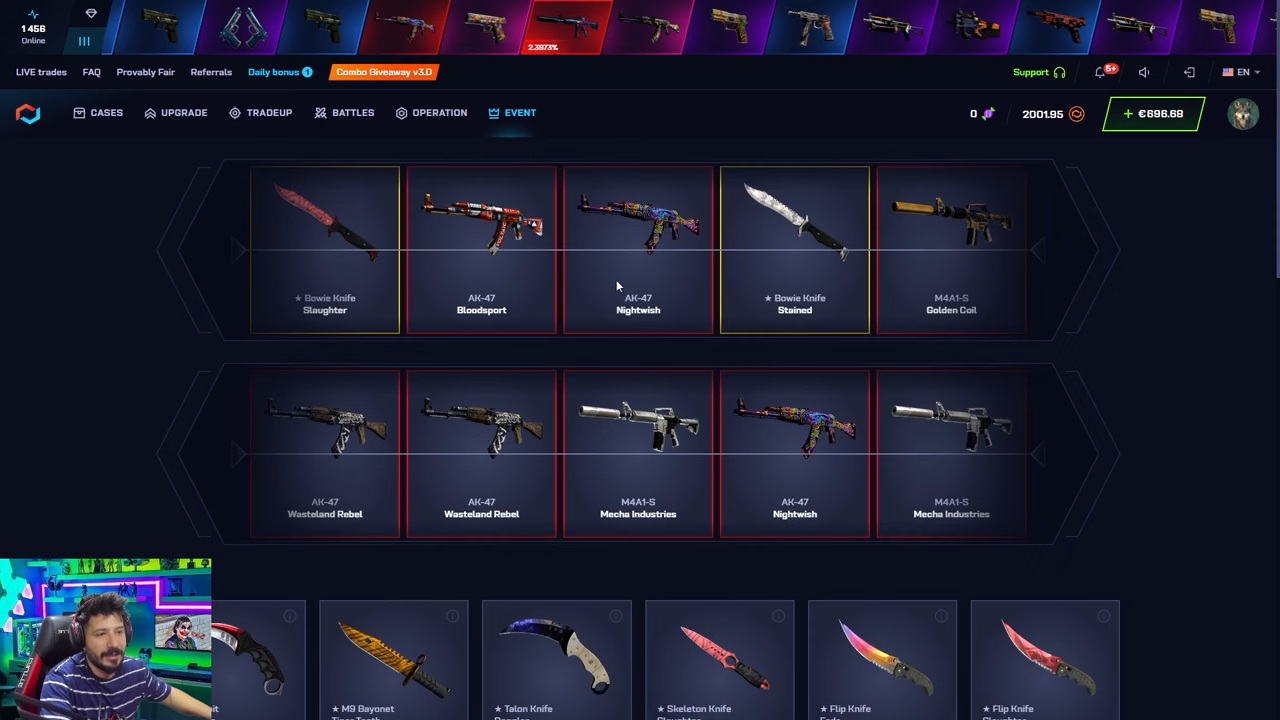 2.3973%
1 456
Online
LIVE trades
FAQ
Provably Fair
Referrals
Daily bonus 1
Combo Giveaway v3.0
Support
5+
EN
CASES
UPGRADE
TRADEUP
BATTLES
OPERATION
EVENT
0
2001.95
+ €696.68
★ Bowie Knife
Slaughter
AK-47
Bloodsport
AK-47
Nightwish
★ Bowie Knife
Stained
M4A1-S
Golden Coil
AK-47
Wasteland Rebel
AK-47
Wasteland Rebel
M4A1-S
Mecha Industries
AK-47
Nightwish
M4A1-S
Mecha Industries
★ M9 Bayonet
★ Talon Knife
★ Skeleton Knife
★ Flip Knife
★ Flip Knife